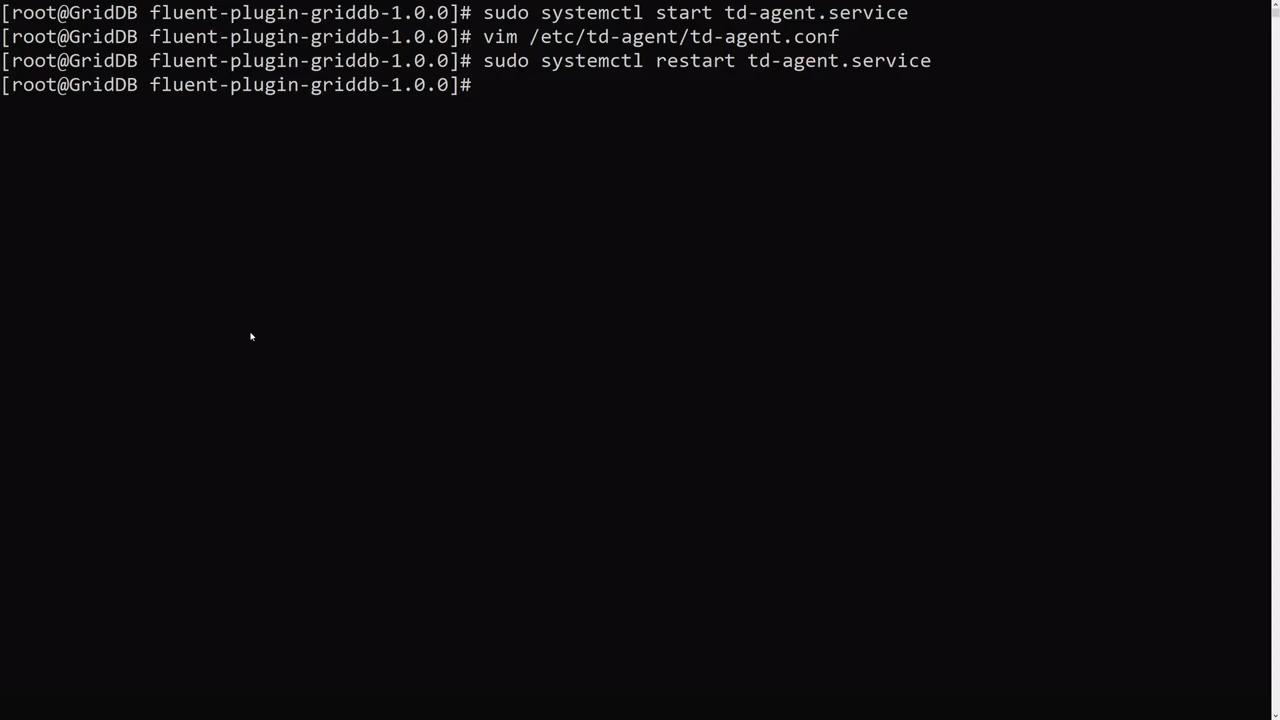 [root@GridDB fluent-plugin-griddb-1.0.0]# sudo systemctl start td-agent.service
[root@GridDB fluent-plugin-griddb-1.0.0]# vim /etc/td-agent/td-agent.conf
[root@GridDB fluent-plugin-griddb-1.0.0]# sudo systemctl restart td-agent.service
[root@GridDB fluent-plugin-griddb-1.0.0]#